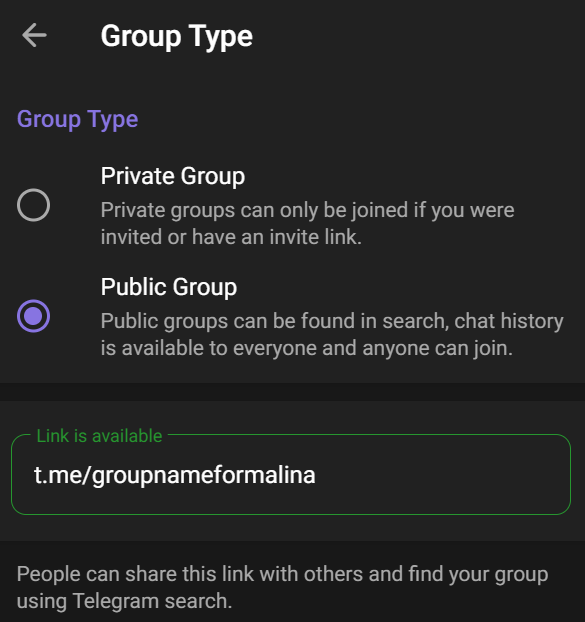 Group Type
Group Type
Private Group
Private groups can only be joined if you were
invited or have an invite link.
Public Group
Public groups can be found in search, chat history
is available to everyone and anyone can join.
Link is available
t.me/groupnameformalina
People can share this link with others and find your group
using Telegram search.